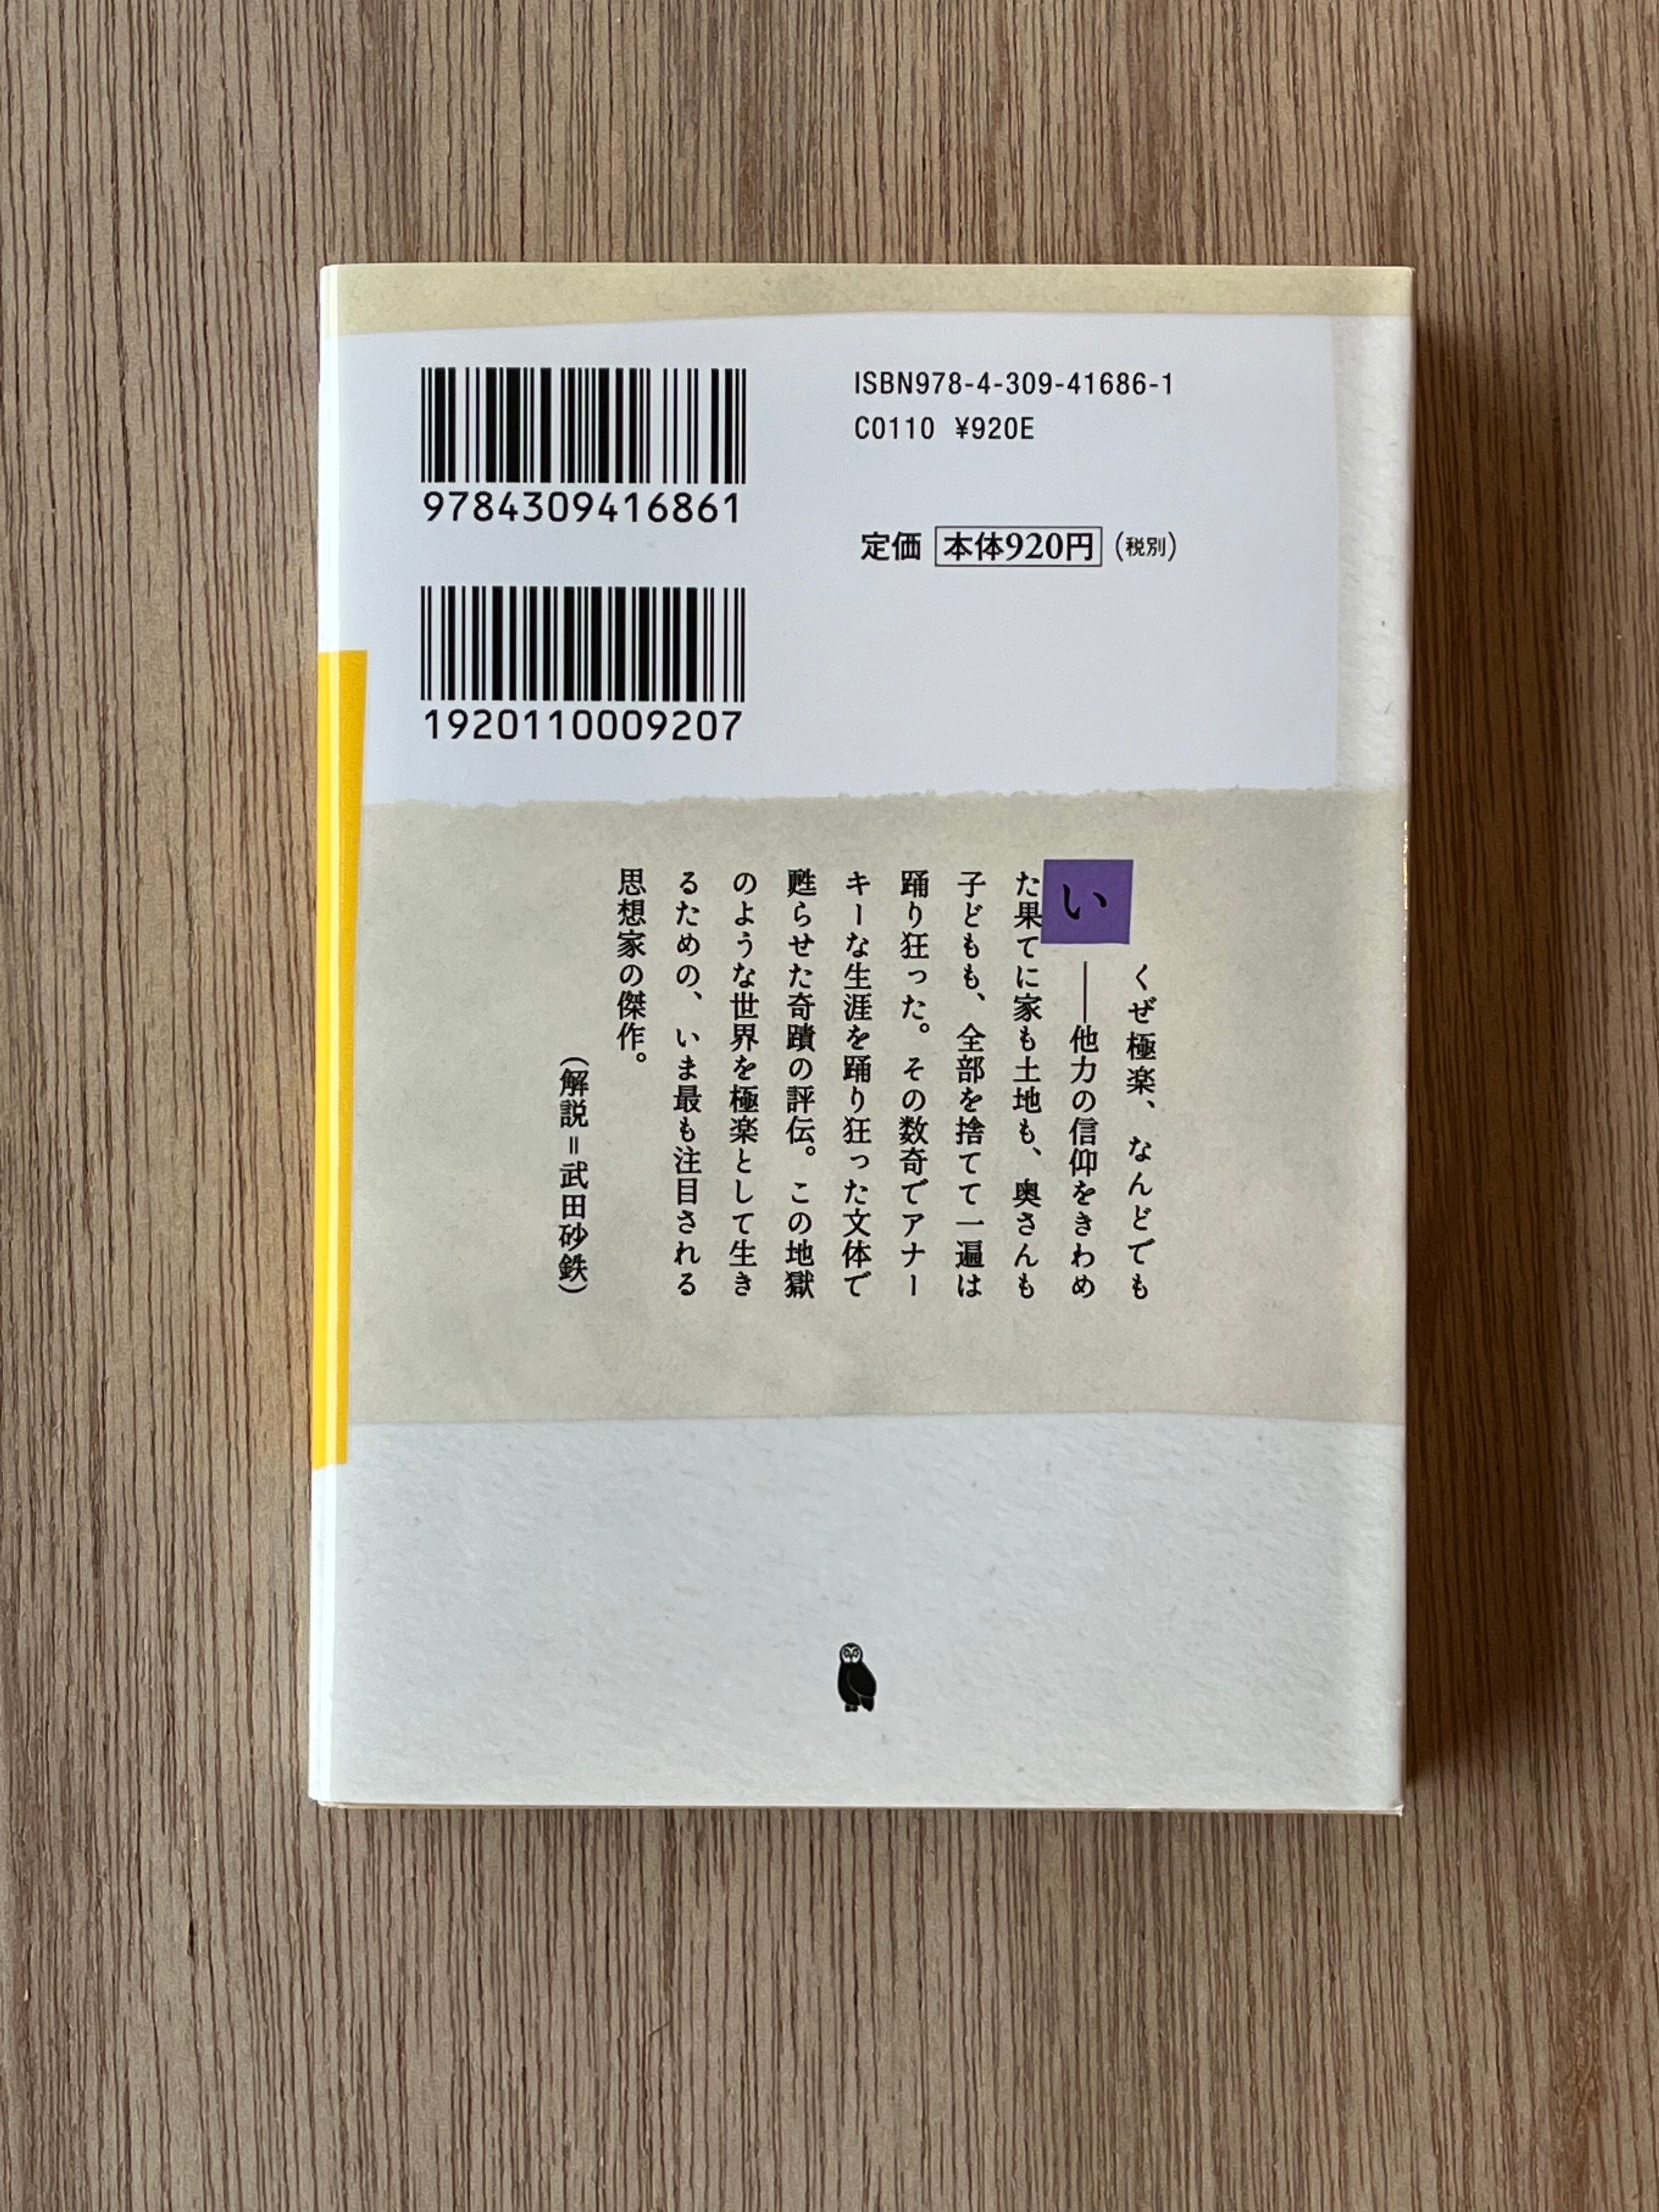 9784309416861
1920110009207
ISBN978-4-309-41686-1
C0110 ¥920E
定価 本体920円 (税別)
いくぜ極楽、なんどでも
――他力の信仰をきわめ
た果てに家も土地も、奥さんも
子どもも、全部を捨てて一遍は
踊り狂った。その数奇でアナー
キーな生涯を踊り狂った文体で
甦らせた奇蹟の評伝。この地獄
のような世界を極楽として生き
るための、いま最も注目される
思想家の傑作。
(解説=武田砂鉄)